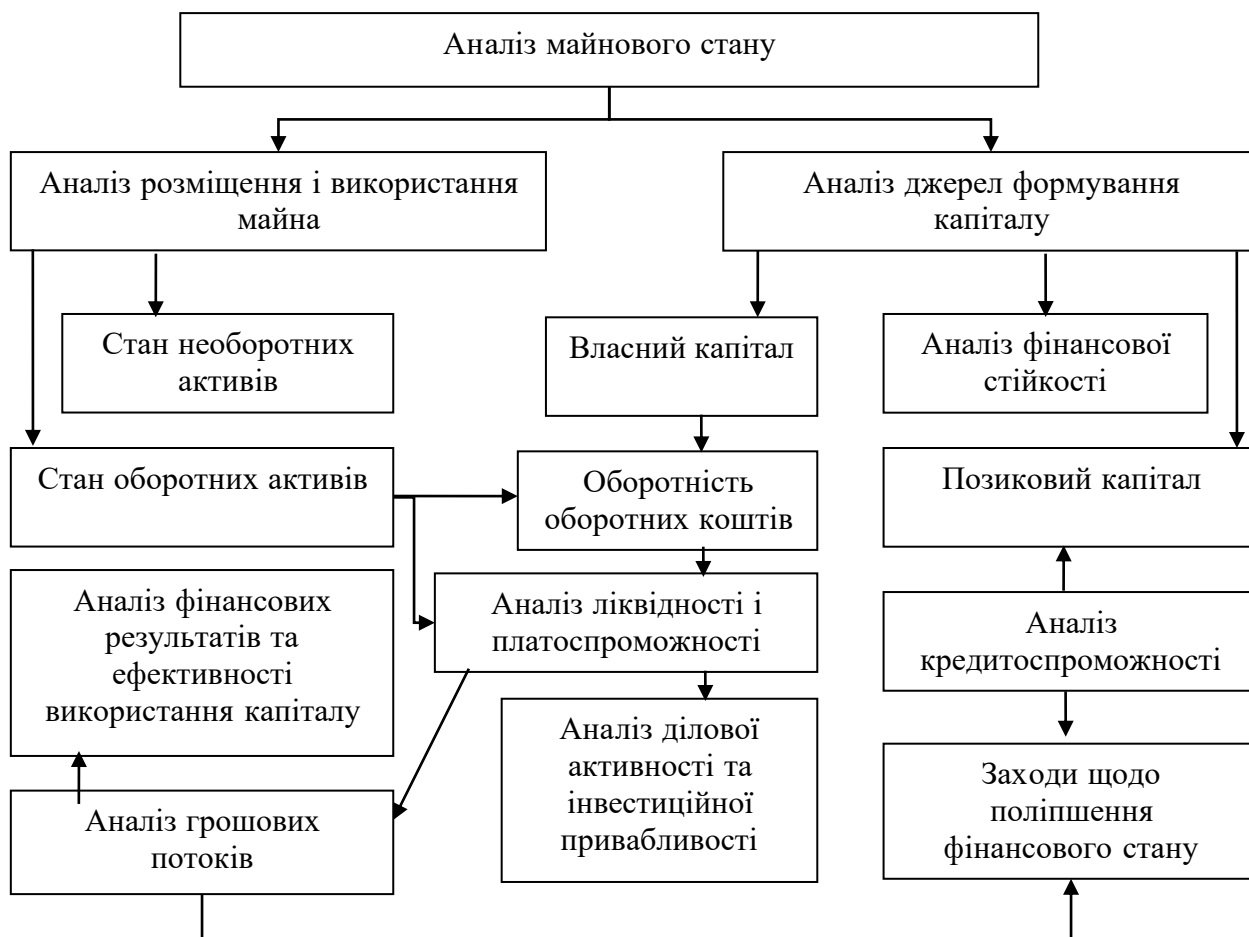 Аналіз майнового стану
Аналіз розміщення і використання
майна
Аналіз джерел формування
капіталу
Стан необоротних
активів
Власний капітал
Аналіз фінансової
стійкості
Стан оборотних активів
Оборотність
оборотних коштів
Позиковий капітал
Аналіз фінансових
результатів та
ефективності
використання капіталу
Аналіз ліквідності і
платоспроможності
Аналіз
кредитоспроможності
Аналіз ділової
активності та
інвестиційної
привабливості
Заходи щодо
поліпшення
фінансового стану
Аналіз грошових
потоків